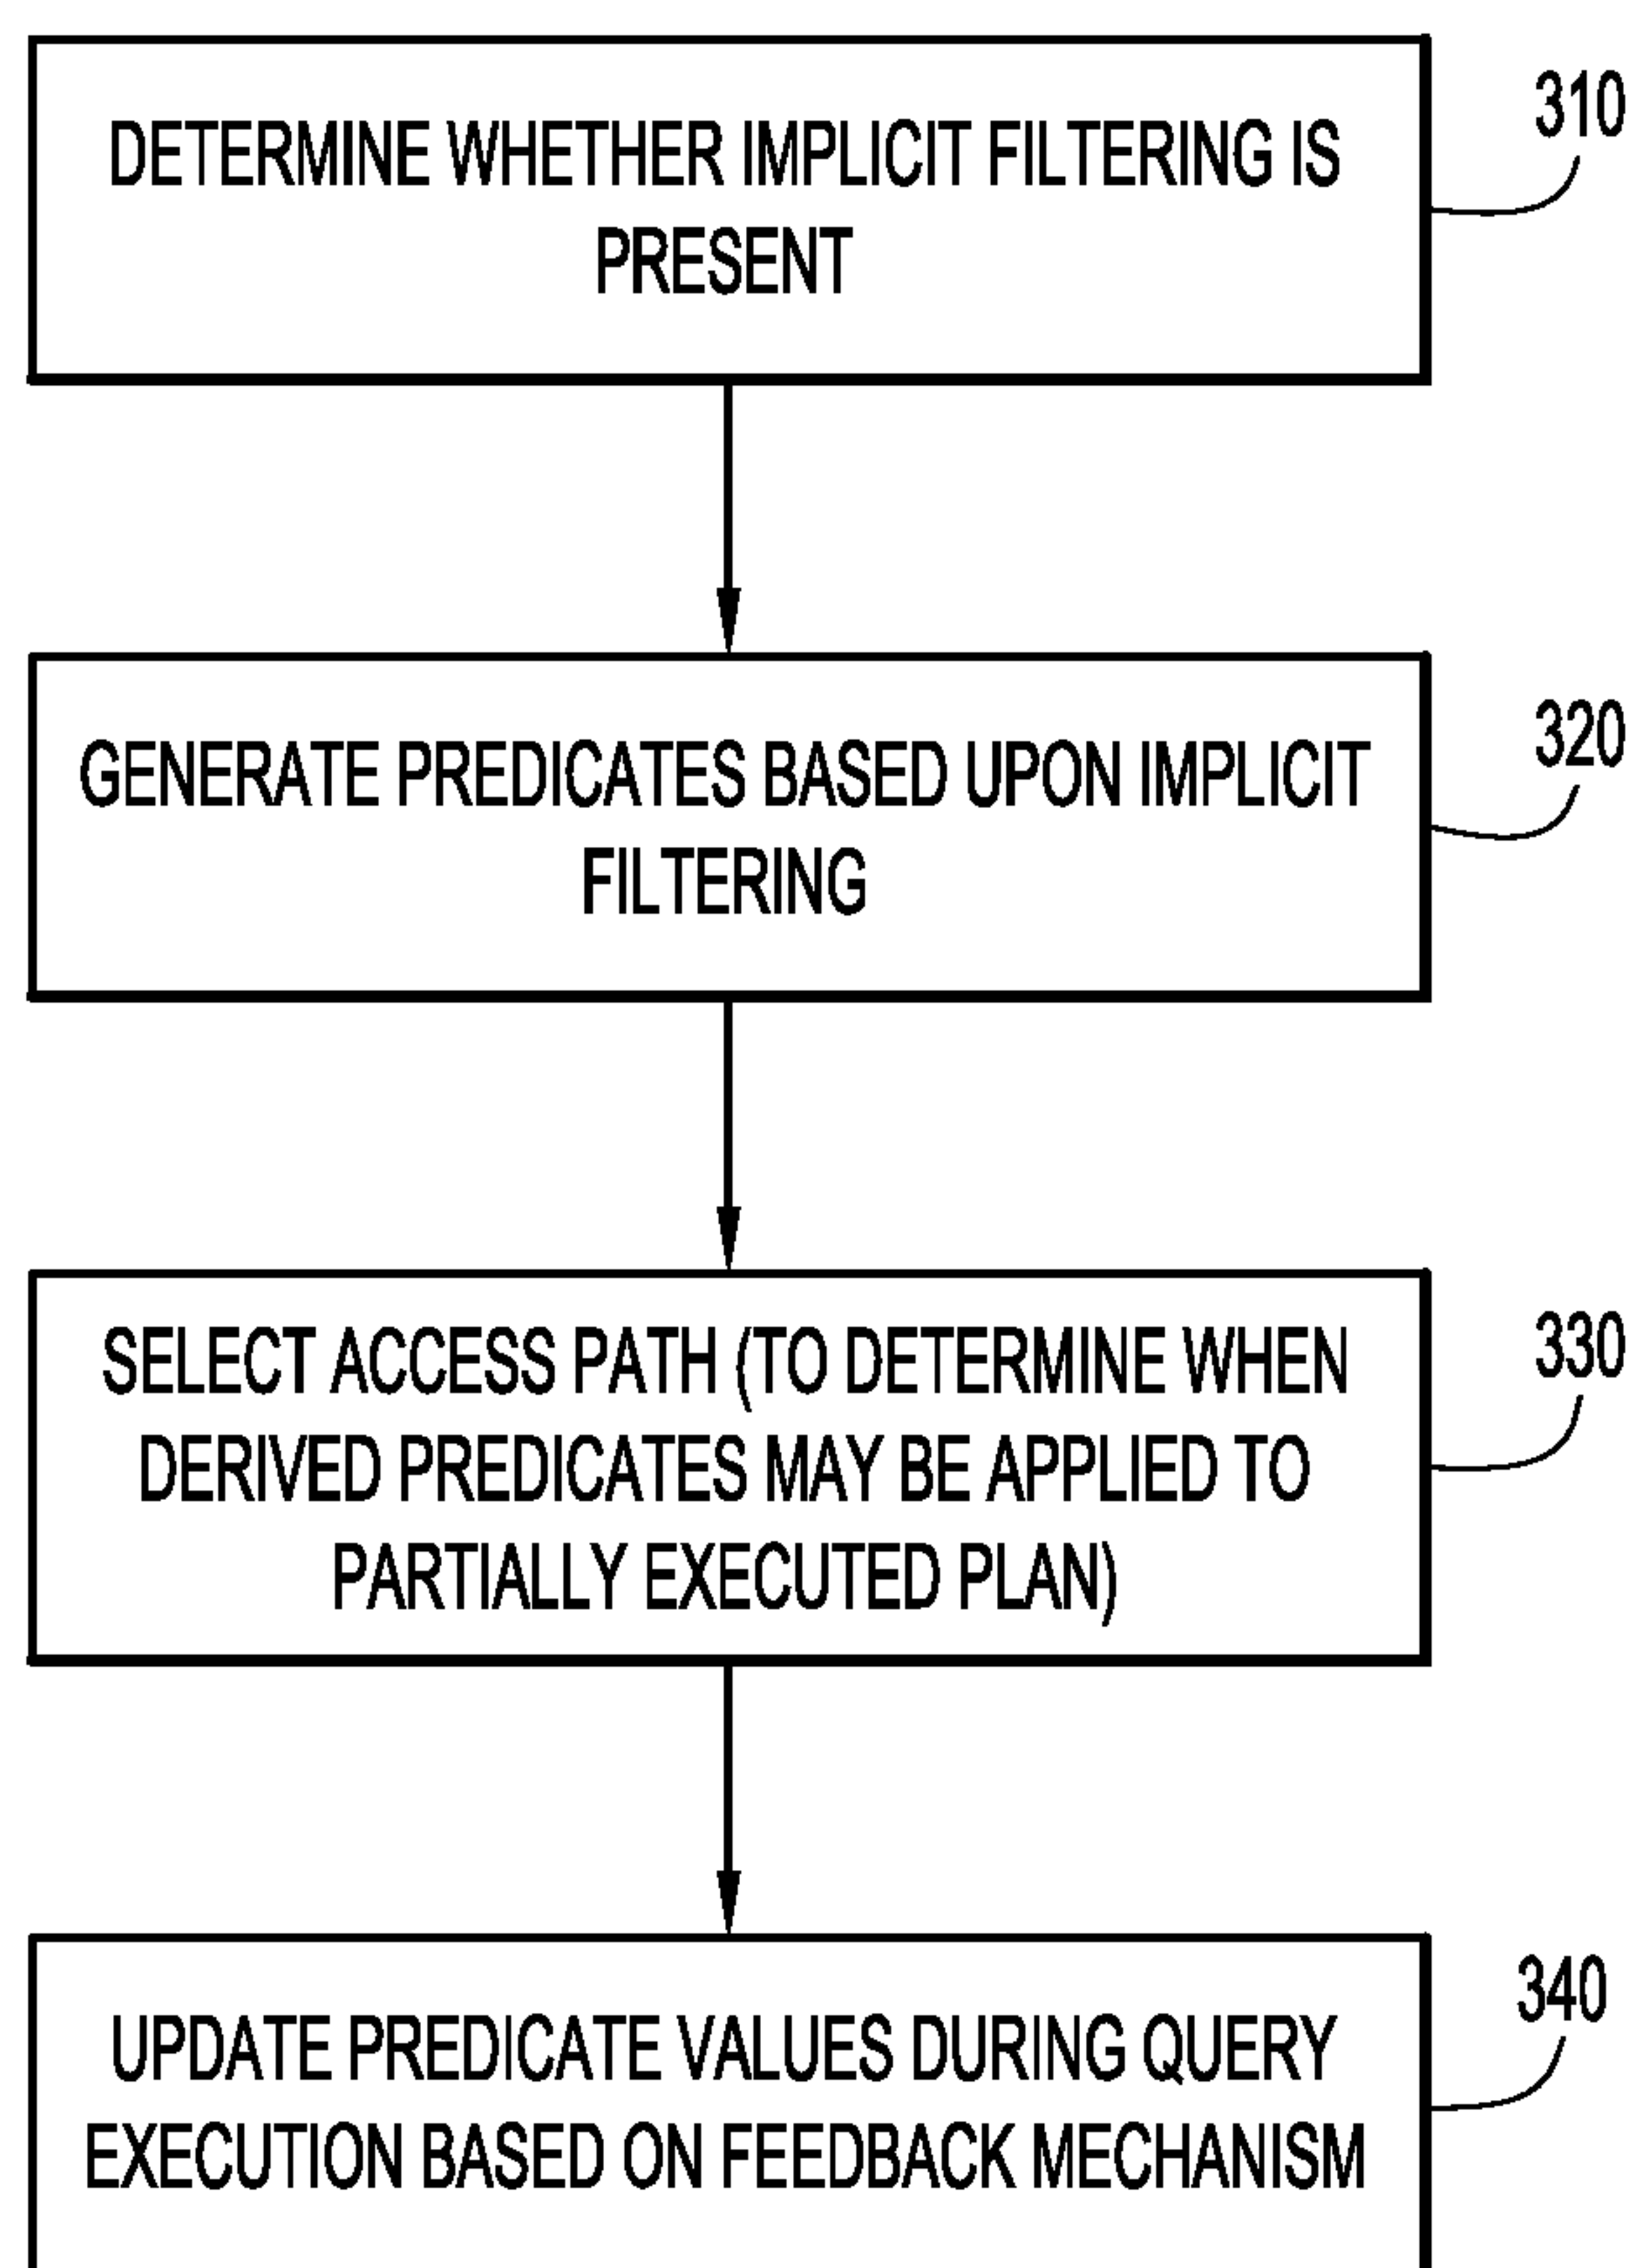 310
DETERMINE WHETHER IMPLICIT FILTERING IS
PRESENT
320
GENERATE PREDICATES BASED UPON IMPLICIT
FILTERING
330
SELECT ACCESS PATH (TO DETERMINE WHEN
DERIVED PREDICATES MAY BE APPLIED TO
PARTIALLY EXECUTED PLAN)
340
UPDATE PREDICATE VALUES DURING QUERY
EXECUTION BASED ON FEEDBACK MECHANISM